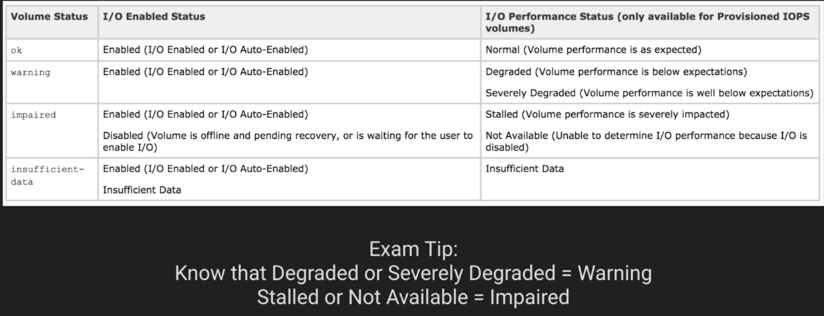 Volume Status I/O Enabled Status I/O Performance Status (only available for Provisioned IOPS
volumes)
ok Enabled (I/O Enabled or I/O Auto-Enabled) Normal (Volume performance is as expected)
warning Enabled (I/O Enabled or I/O Auto-Enabled) Degraded (Volume performance is below expectations)
Severely Degraded (Volume performance is well below expectations)
impaired Enabled (I/O Enabled or I/O Auto-Enabled) Stalled (Volume performance is severely impacted)
Disabled (Volume is offline and pending recovery, or is waiting for the user to Not Available (Unable to determine I/O performance because I/O is
enable I/O) disabled)
insufficient- Enabled (I/O Enabled or I/O Auto-Enabled) Insufficient Data
data Insufficient Data
Exam Tip:
Know that Degraded or Severely Degraded = Warning
Stalled or Not Available = Impaired